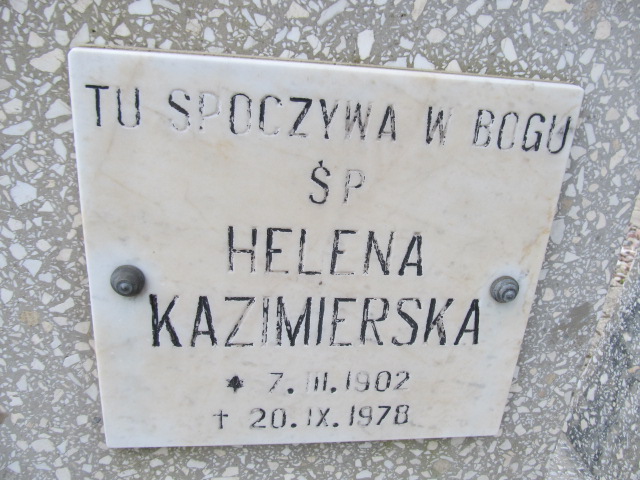 TU SPOCZYWA W BOGU
ŚP
HELENA
KAZIMIERSKA
* 7.III.1902
† 20.IX.1978